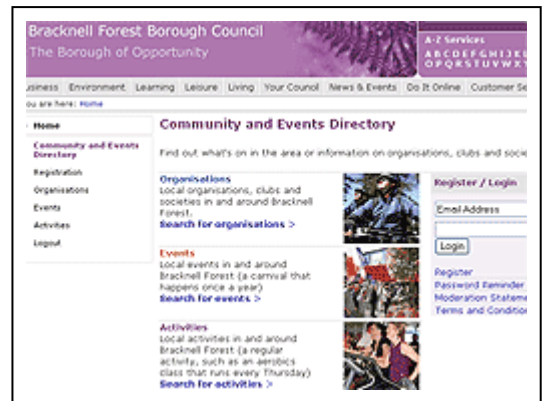 Bracknell Forest Borough Council
The Borough of Opportunity
A-Z Services
A B C D E F G H I J K L
O P Q R S T U V W X Y
usiness Environment Learning Leisure Living Your Council News & Events Do It Online Customer Se
ou are here: Home
Home
Community and Events
Directory
Registration
Organisations
Events
Activities
Logout
Community and Events Directory
Find out what's on in the area or information on organisations, clubs and socie
Organisations
Local organisations, clubs and
societies in and around Bracknell
Forest.
Search for organisations >
Events
Local events in and around
Bracknell Forest (a carnival that
happens once a year)
Search for events >
Activities
Local activities in and around
Bracknell Forest (a regular
activity, such as an aerobics
class that runs every Thursday)
Search for activities >
Register / Login
Email Address
Login
Register
Password Reminder
Moderation Stateme
Terms and Condition